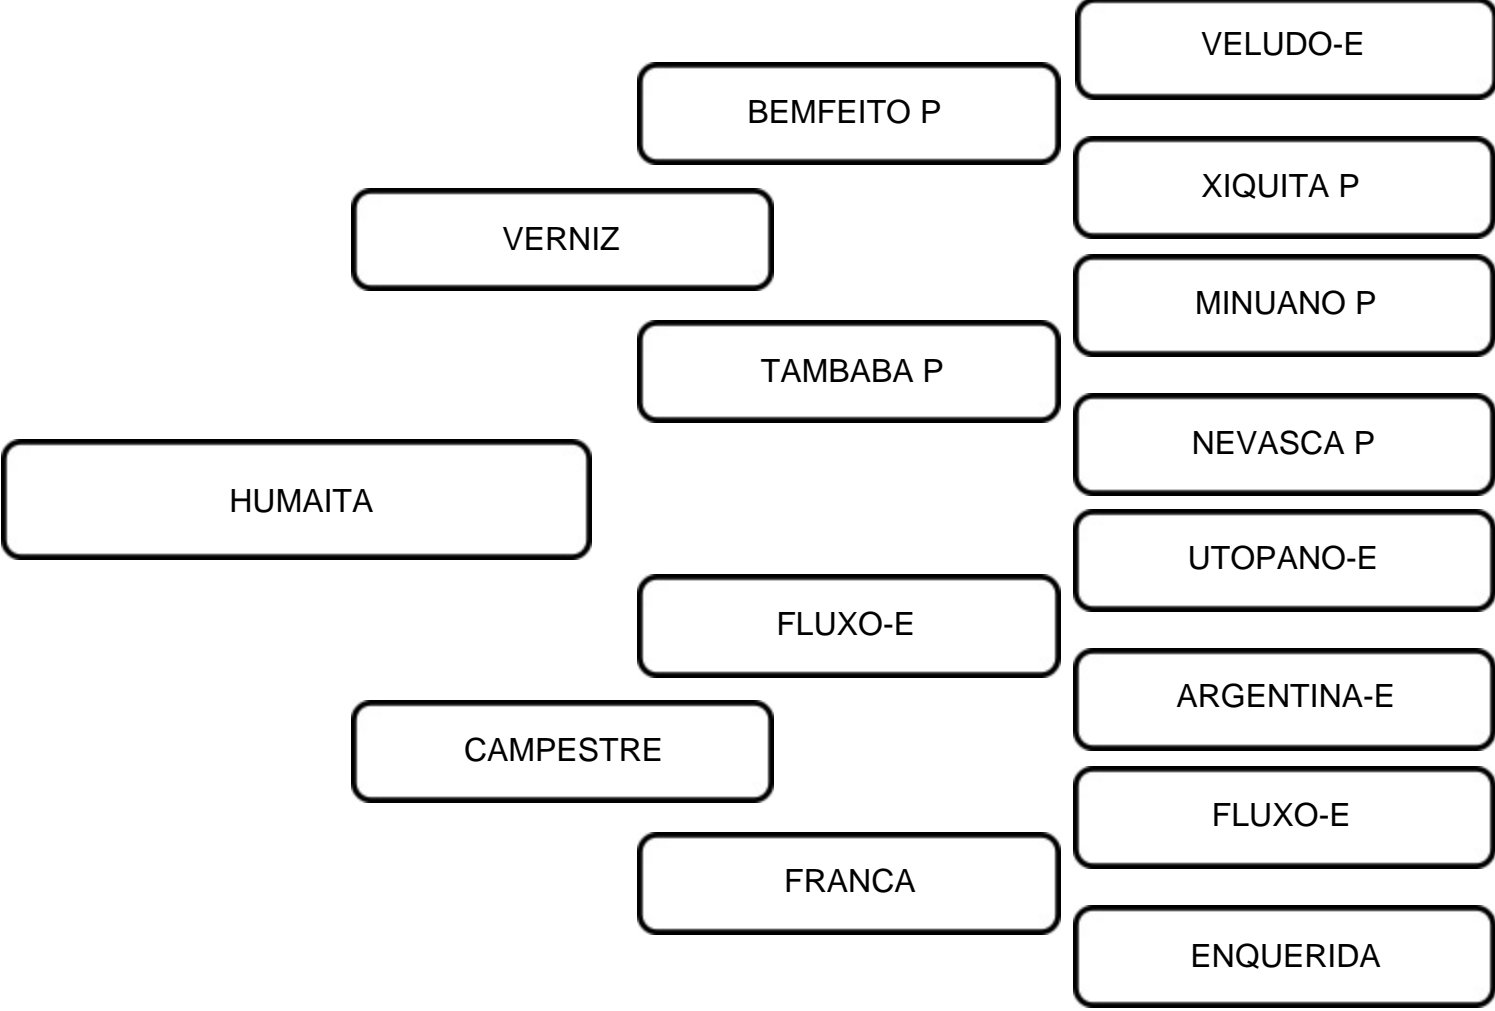 VELUDO-E
BEMFEITO P
XIQUITA P
VERNIZ
MINUANO P
TAMBABA P
NEVASCA P
HUMAITA
UTOPANO-E
FLUXO-E
ARGENTINA-E
CAMPESTRE
FLUXO-E
FRANCA
ENQUERIDA